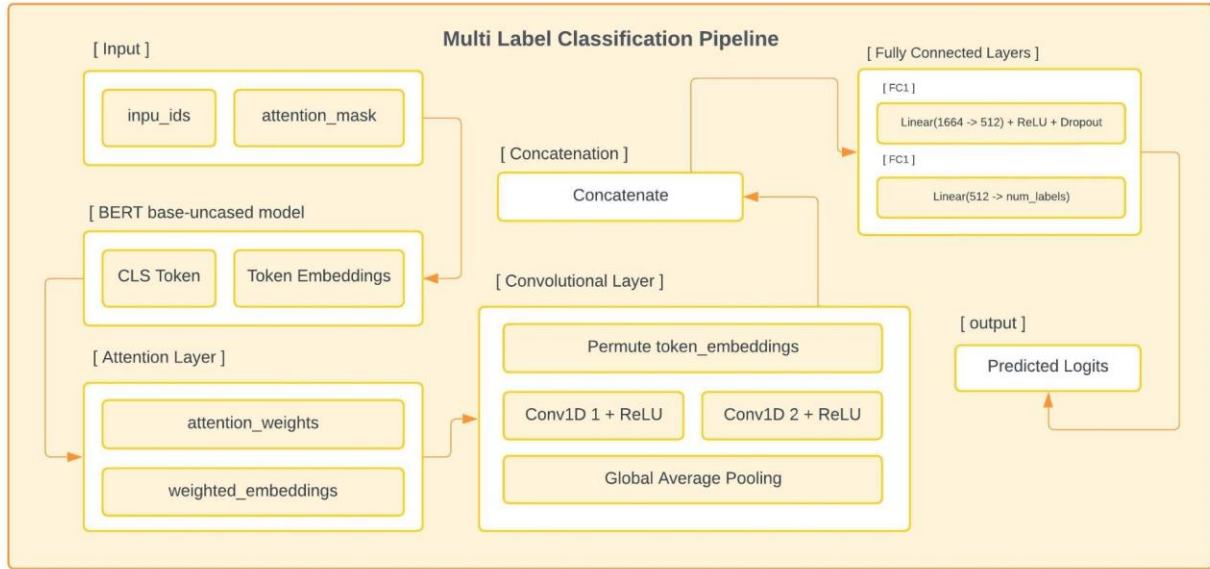 Multi Label Classification Pipeline
[ Input ]
inpu_ids
attention_mask
[ BERT base-uncased model
CLS Token
Token Embeddings
[ Attention Layer ]
attention_weights
weighted_embeddings
[ Convolutional Layer ]
Permute token_embeddings
Conv1D 1 + ReLU
Conv1D 2 + ReLU
Global Average Pooling
[ Concatenation ]
Concatenate
[ Fully Connected Layers ]
[ FC1 ]
Linear(1664 -> 512) + ReLU + Dropout
[ FC1 ]
Linear(512 -> num_labels)
[ output ]
Predicted Logits